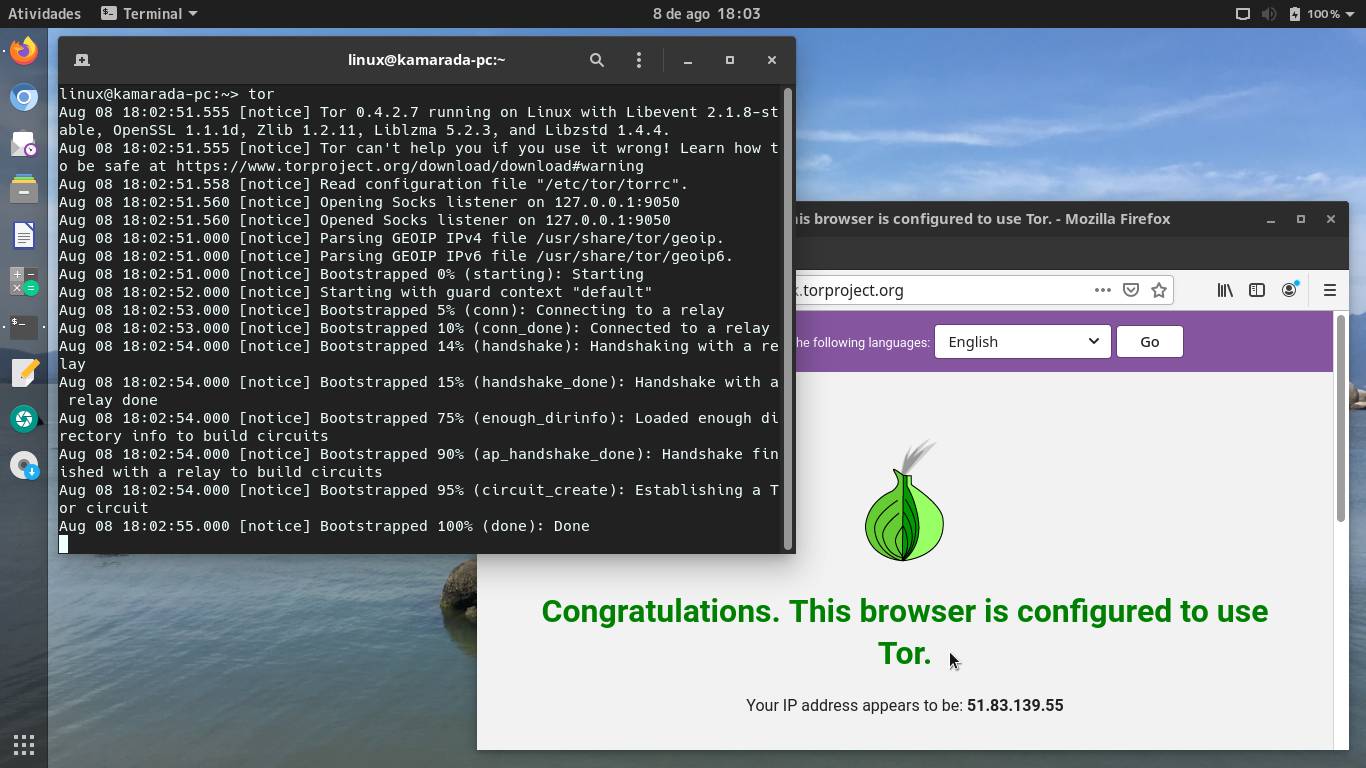 Atividades
Terminal
8 de ago 18:03
100%
linux@kamarada-pc:~
linux@kamarada-pc:~> tor
Aug 08 18:02:51.555 [notice] Tor 0.4.2.7 running on Linux with Libevent 2.1.8-st
able, OpenSSL 1.1.1d, Zlib 1.2.11, Liblzma 5.2.3, and Libzstd 1.4.4.
Aug 08 18:02:51.555 [notice] Tor can't help you if you use it wrong! Learn how t
o be safe at https://www.torproject.org/download/download#warning
Aug 08 18:02:51.558 [notice] Read configuration file "/etc/tor/torrc".
Aug 08 18:02:51.560 [notice] Opening Socks listener on 127.0.0.1:9050
Aug 08 18:02:51.560 [notice] Opened Socks listener on 127.0.0.1:9050
Aug 08 18:02:51.000 [notice] Parsing GEOIP IPv4 file /usr/share/tor/geoip.
Aug 08 18:02:51.000 [notice] Parsing GEOIP IPv6 file /usr/share/tor/geoip6.
Aug 08 18:02:51.000 [notice] Bootstrapped 0% (starting): Starting
Aug 08 18:02:52.000 [notice] Starting with guard context "default"
Aug 08 18:02:53.000 [notice] Bootstrapped 5% (conn): Connecting to a relay
Aug 08 18:02:53.000 [notice] Bootstrapped 10% (conn_done): Connected to a relay
Aug 08 18:02:54.000 [notice] Bootstrapped 14% (handshake): Handshaking with a re
lay
Aug 08 18:02:54.000 [notice] Bootstrapped 15% (handshake_done): Handshake with a
 relay done
Aug 08 18:02:54.000 [notice] Bootstrapped 75% (enough_dirinfo): Loaded enough di
rectory info to build circuits
Aug 08 18:02:54.000 [notice] Bootstrapped 90% (ap_handshake_done): Handshake fin
ished with a relay to build circuits
Aug 08 18:02:54.000 [notice] Bootstrapped 95% (circuit_create): Establishing a T
or circuit
Aug 08 18:02:55.000 [notice] Bootstrapped 100% (done): Done
is browser is configured to use Tor. - Mozilla Firefox
.torproject.org
he following languages:
English
Go
Congratulations. This browser is configured to use
Tor.
Your IP address appears to be: 51.83.139.55